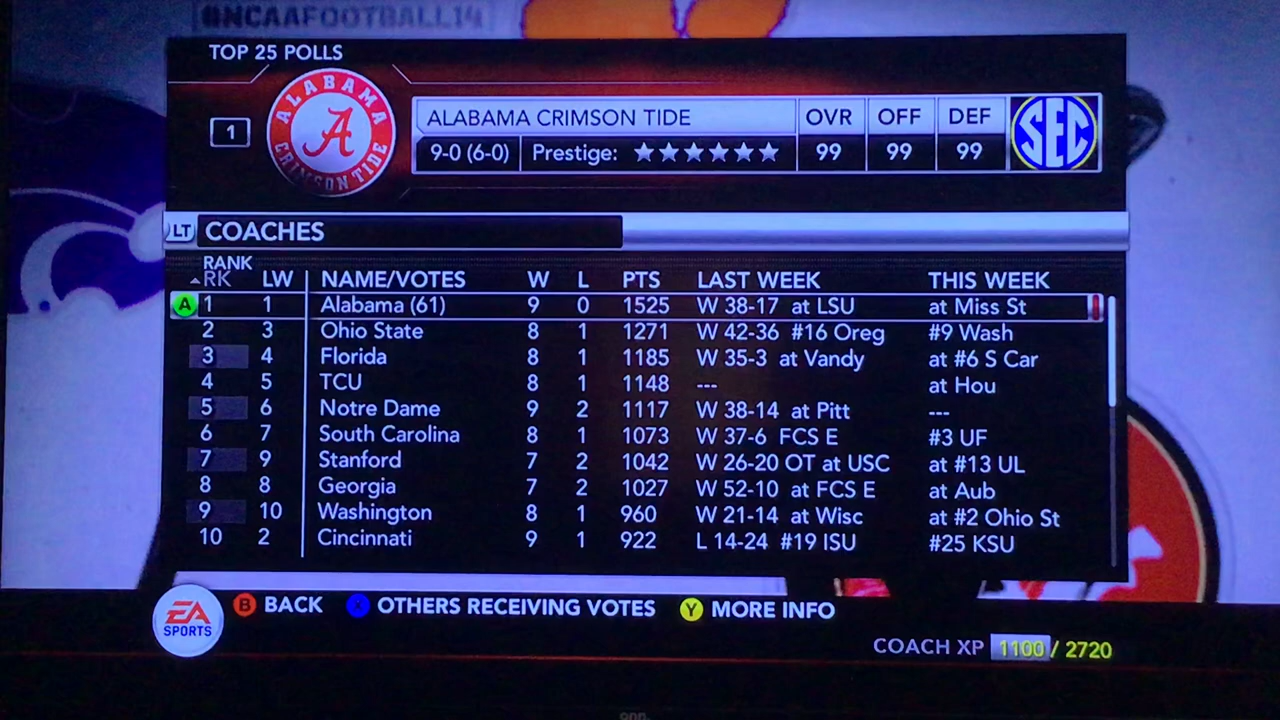 #NCAAFOOTBALL14
TOP 25 POLLS
1
ALABAMA A CRIMSON TIDE
ALABAMA CRIMSON TIDE OVR OFF DEF
9-0 (6-0) Prestige: ★★★★★★ 99 99 99
SEC
LT COACHES
RANK
RK LW NAME/VOTES W L PTS LAST WEEK THIS WEEK
A 1 1 Alabama (61) 9 0 1525 W 38-17 at LSU at Miss St
2 3 Ohio State 8 1 1271 W 42-36 #16 Oreg #9 Wash
3 4 Florida 8 1 1185 W 35-3 at Vandy at #6 S Car
4 5 TCU 8 1 1148 --- at Hou
5 6 Notre Dame 9 2 1117 W 38-14 at Pitt ---
6 7 South Carolina 8 1 1073 W 37-6 FCS E #3 UF
7 9 Stanford 7 2 1042 W 26-20 OT at USC at #13 UL
8 8 Georgia 7 2 1027 W 52-10 at FCS E at Aub
9 10 Washington 8 1 960 W 21-14 at Wisc at #2 Ohio St
10 2 Cincinnati 9 1 922 L 14-24 #19 ISU #25 KSU
EA SPORTS
B BACK X OTHERS RECEIVING VOTES Y MORE INFO
COACH XP 1100 / 2720
onn.